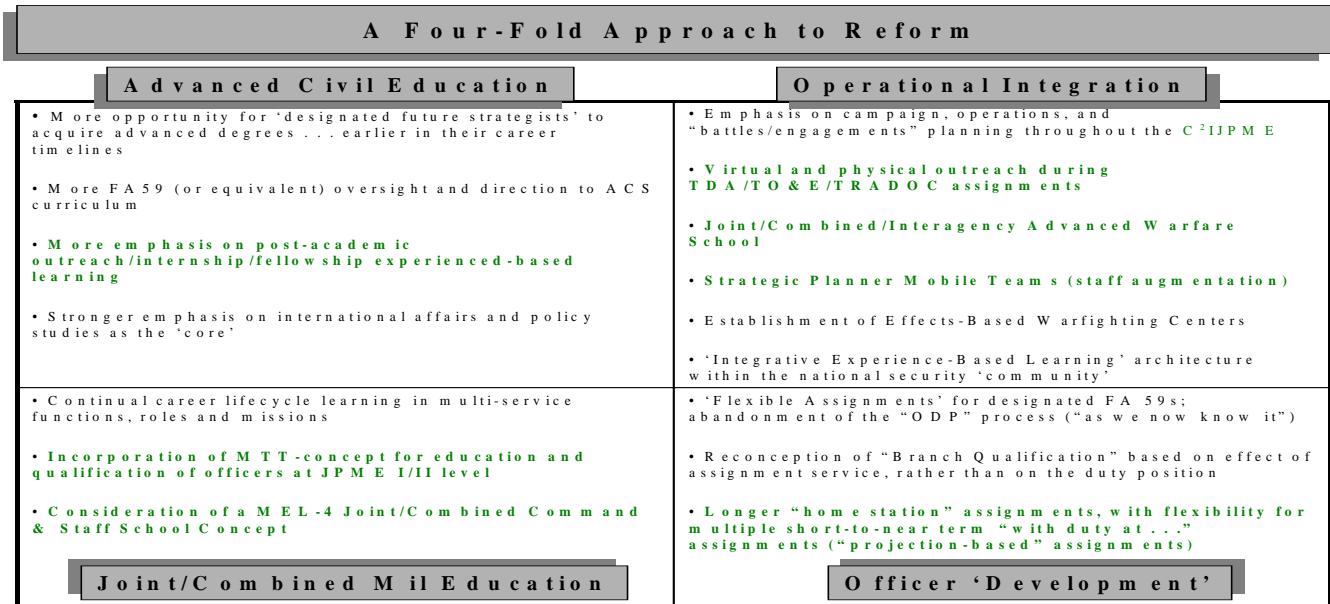 A Four-Fold Approach to Reform
Advanced Civil Education
• More opportunity for ‘designated future strategists’ to
acquire advanced degrees . . . earlier in their career
timelines
• More FA59 (or equivalent) oversight and direction to ACS
curriculum
• More emphasis on post-academic
outreach/internship/fellowship experienced-based
learning
• Stronger emphasis on international affairs and policy
studies as the ‘core’
Operational Integration
• Emphasis on campaign, operations, and
“battles/engagements” planning throughout the C²IJPME
• Virtual and physical outreach during
TDA/TO&E/TRADOC assignments
• Joint/Combined/Interagency Advanced Warfare
School
• Strategic Planner Mobile Teams (staff augmentation)
• Establishment of Effects-Based Warfighting Centers
• ‘Integrative Experience-Based Learning’ architecture
within the national security ‘community’
• Continual career lifecycle learning in multi-service
functions, roles and missions
• Incorporation of MTT-concept for education and
qualification of officers at JPME I/II level
• Consideration of a MEL-4 Joint/Combined Command
& Staff School Concept
Joint/Combined Mil Education
• ‘Flexible Assignments’ for designated FA 59s;
abandonment of the “ODP” process (“as we now know it”)
• Reconception of “Branch Qualification” based on effect of
assignment service, rather than on the duty position
• Longer “home station” assignments, with flexibility for
multiple short-to-near term “with duty at . . .”
assignments (“projection-based” assignments)
Officer ‘Development’